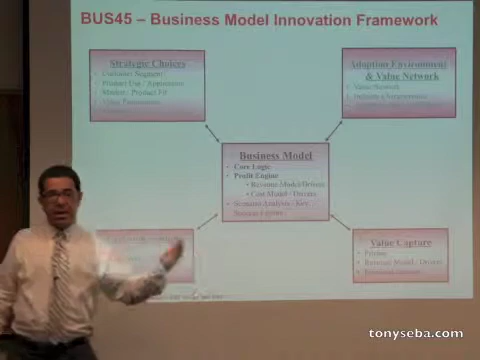 BUS45 – Business Model Innovation Framework
Strategic Choices
Customer Segment
Product Use / Application
Market / Product Fit
Value Proposition
Adoption Environment
& Value Network
Value Network
Business Model
Core Logic
Profit Engine
Revenue Model/Drivers
Cost Model / Drivers
Scenario Analysis / Key
Value Capture
Pricing
Revenue Model / Drivers
tonyseba.com